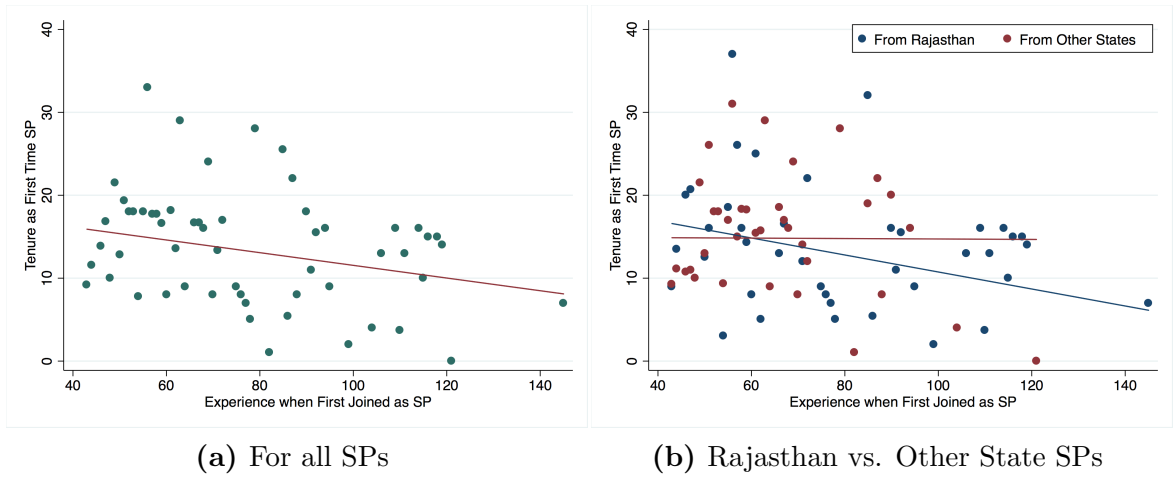 40
30
20
10
0
Tenure as First Time SP
40 60 80 100 120 140
Experience when First Joined as SP
(a) For all SPs
From Rajasthan From Other States
40
30
20
10
0
Tenure as First Time SP
40 60 80 100 120 140
Experience when First Joined as SP
(b) Rajasthan vs. Other State SPs